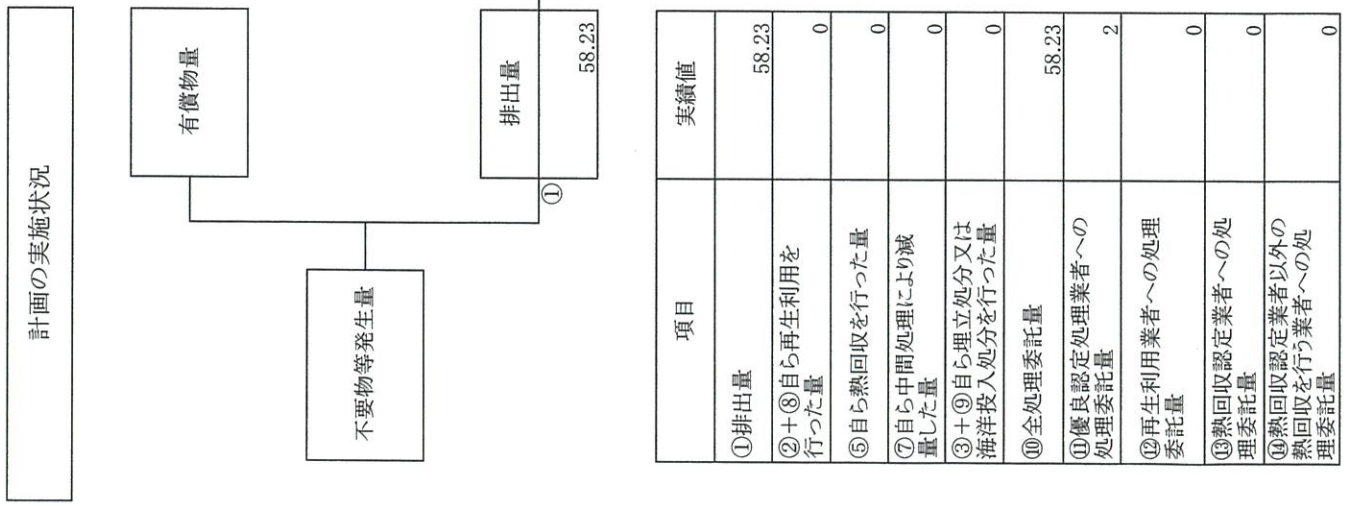 計画の実施状況
有償物量
不要物等発生量
①
排出量
58.23
項目
実績値
①排出量
58.23
②+⑧自ら再生利用を
行った量
0
⑤自ら熱回収を行った量
0
⑦自ら中間処理により減
量した量
0
③+⑨自ら埋立処分又は
海洋投入処分を行った量
0
⑩全処理委託量
58.23
⑪優良認定処理業者への
処理委託量
2
⑫再生利用業者への処理
委託量
0
⑬熱回収認定業者への処
理委託量
0
⑭熱回収認定業者以外の
熱回収を行う業者への処
理委託量
0